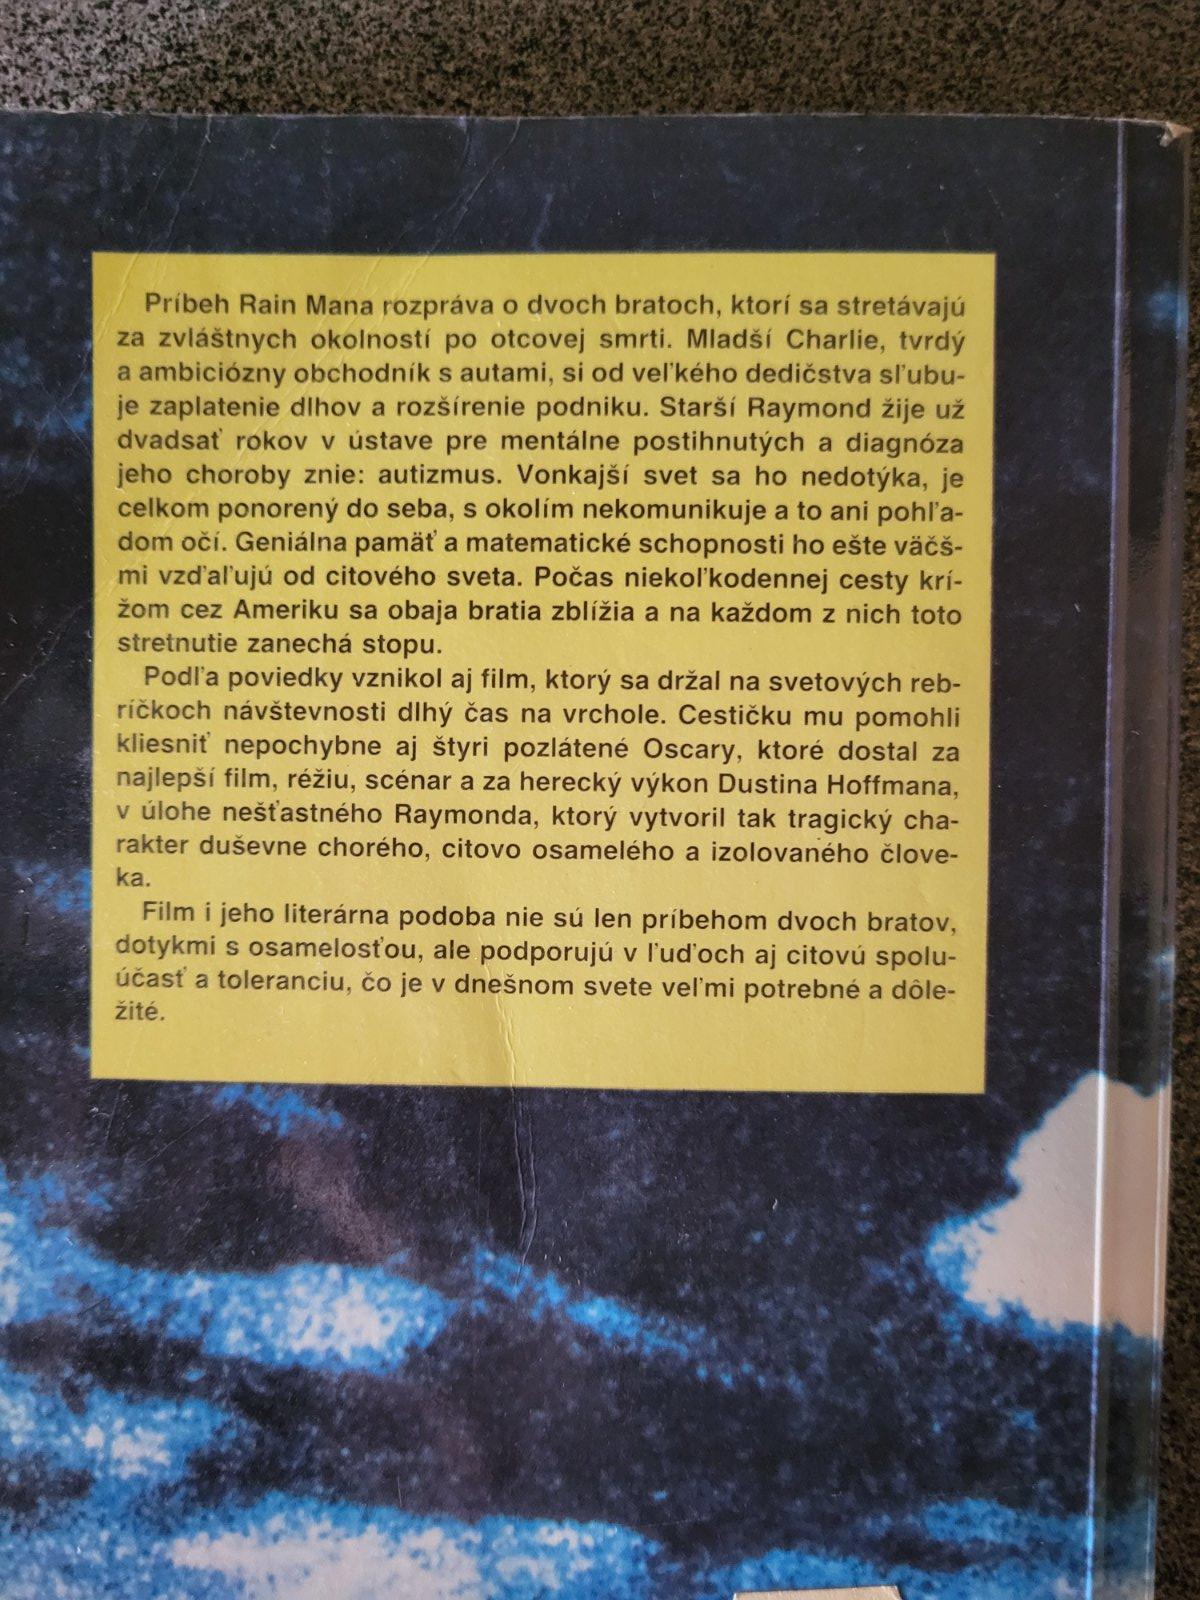 Príbeh Rain Mana rozpráva o dvoch bratoch, ktorí sa stretávajú
za zvláštnych okolností po otcovej smrti. Mladší Charlie, tvrdý
a ambiciózny obchodník s autami, si od veľkého dedičstva sľubu-
je zaplatenie dlhov a rozšírenie podniku. Starší Raymond žije už
dvadsať rokov v ústave pre mentálne postihnutých a diagnóza
jeho choroby znie: autizmus. Vonkajší svet sa ho nedotýka, je
celkom ponorený do seba, s okolím nekomunikuje a to ani pohľa-
dom očí. Geniálna pamäť a matematické schopnosti ho ešte väčš-
mi vzďaľujú od citového sveta. Počas niekoľkodennej cesty krí-
žom cez Ameriku sa obaja bratia zblížia a na každom z nich toto
stretnutie zanechá stopu.
Podľa poviedky vznikol aj film, ktorý sa držal na svetových reb-
ríčkoch návštevnosti dlhý čas na vrchole. Cestičku mu pomohli
kliesniť nepochybne aj štyri pozlátené Oscary, ktoré dostal za
najlepší film, réžiu, scénar a za herecký výkon Dustina Hoffmana,
v úlohe nešťastného Raymonda, ktorý vytvoril tak tragický cha-
rakter duševne chorého, citovo osamelého a izolovaného člove-
ka.
Film i jeho literárna podoba nie sú len príbehom dvoch bratov,
dotykmi s osamelosťou, ale podporujú v ľuďoch aj citovú spolu-
účasť a toleranciu, čo je v dnešnom svete veľmi potrebné a dôle-
žité.